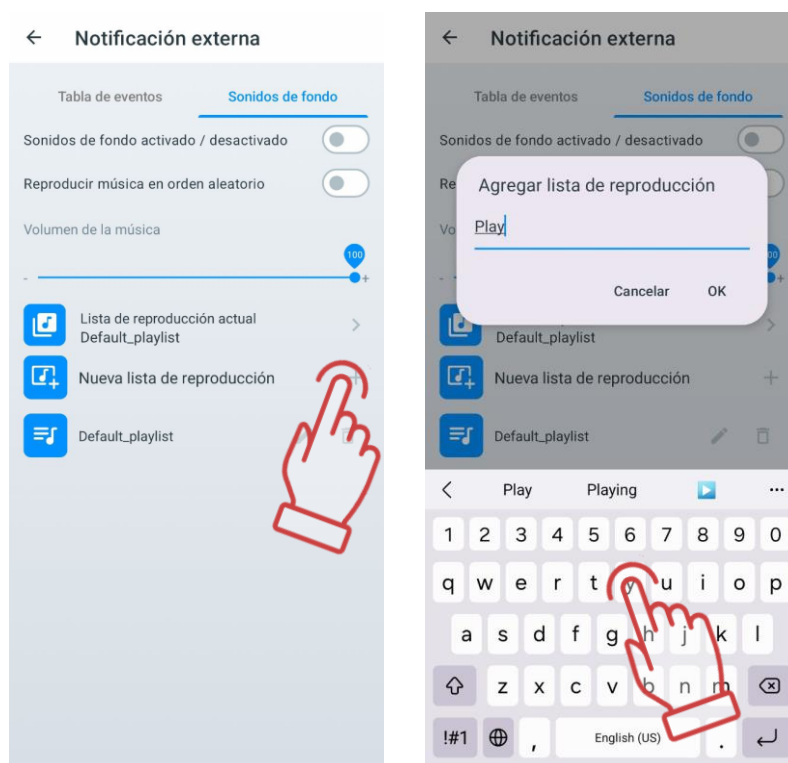 Notificación externa
Tabla de eventos
Sonidos de fondo
Sonidos de fondo activado / desactivado
Reproducir música en orden aleatorio
Volumen de la música
100
- +
Lista de reproducción actual
Default_playlist
Nueva lista de reproducción
Default_playlist
Notificación externa
Tabla de eventos
Sonidos de fondo
Sonidos de fondo activado / desactivado
Re
Agregar lista de reproducción
Vo
Play
00
- +
Cancelar OK
Default_playlist
Nueva lista de reproducción
Default_playlist
Play Playing
1 2 3 4 5 6 7 8 9 0
q w e r t y u i o p
a s d f g h j k l
z x c v b n m
!#1 , English (US) .